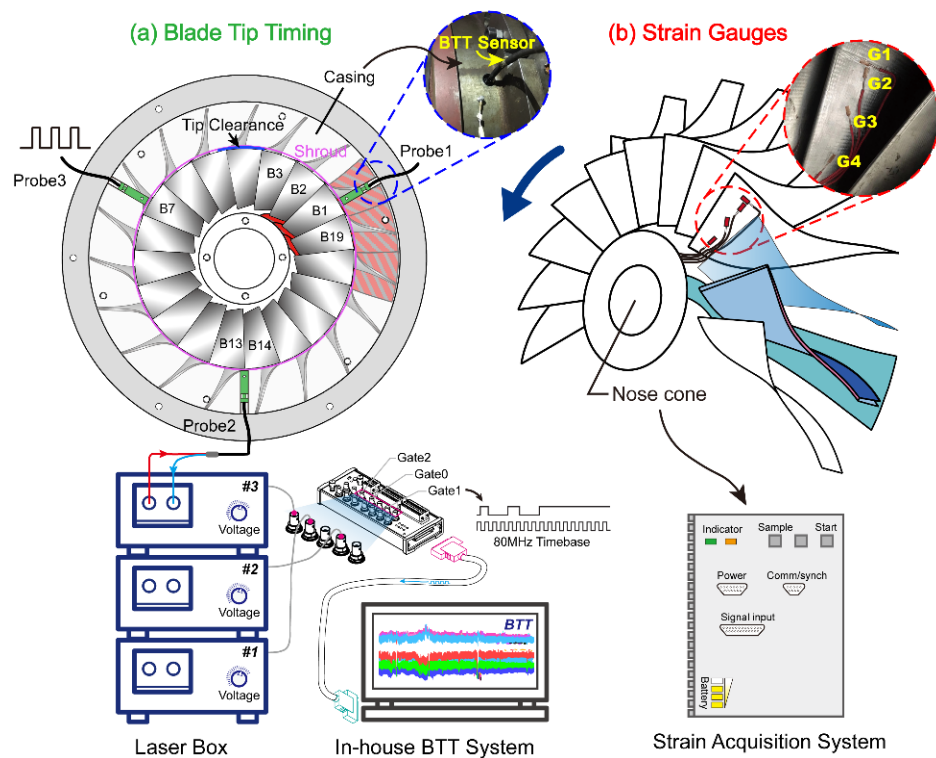 (a) Blade Tip Timing
(b) Strain Gauges
BTT Sensor
Casing
Tip Clearance
Shroud
Probe1
Probe3
B3
B2
B1
B19
B7
B13
B14
Probe2
G1
G2
G3
G4
Nose cone
#3
Voltage
#2
Voltage
#1
Voltage
Laser Box
Gate2
Gate0
Gate1
80MHz Timebase
BTT
In-house BTT System
Indicator
Sample
Start
Power
Comm/synch
Signal input
Battery
Strain Acquisition System